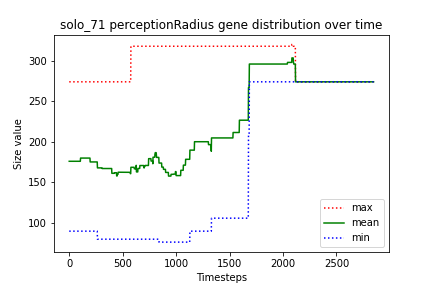 solo_71 perceptionRadius gene distribution over time
Size value
300
250
200
150
100
0
500
1000
1500
2000
2500
Timesteps
max
mean
min